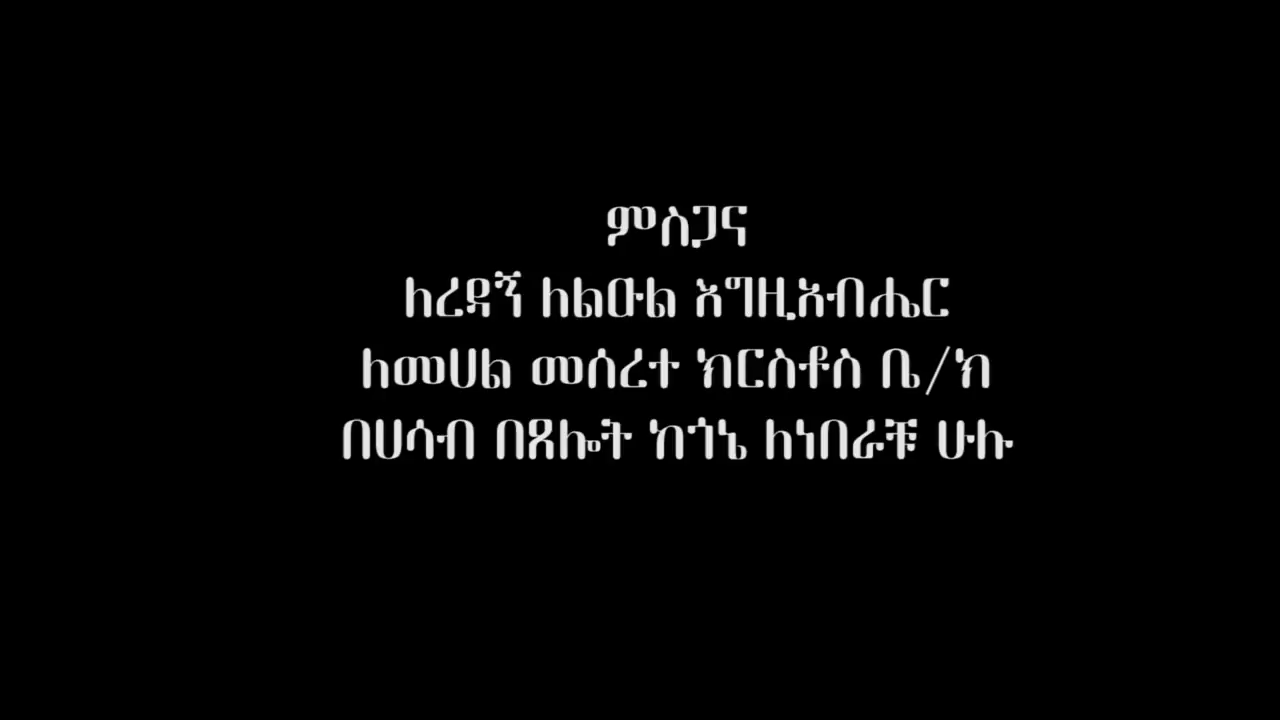 ምስጋና
ለረዳኝ ለልዑል እግዚአብሔር
ለመሀል መሰረተ ክርስቶስ ቤ/ክ
በሀሳብ በጸሎት ከጎኔ ለነበራቹ ሁሉ